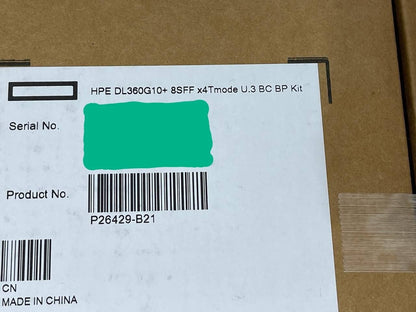 HPE DL360G10+ 8SFF x4Tmode U.3 BC BP Kit
Serial No.
Product No.
P26429-B21
CN
MADE IN CHINA